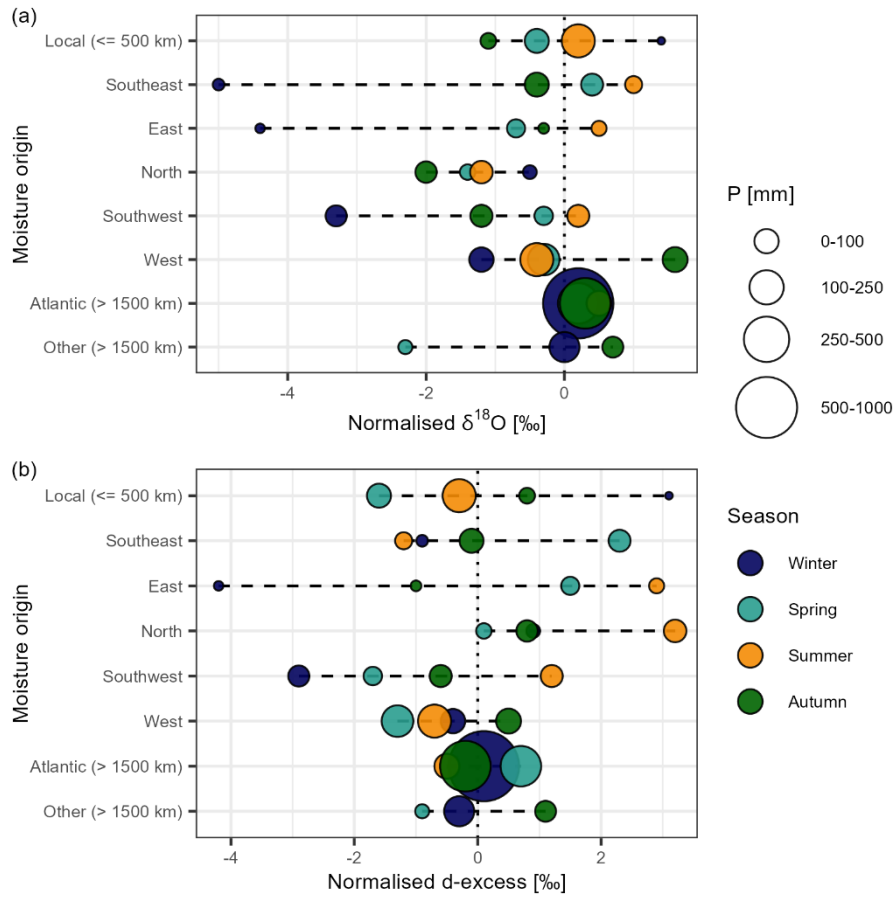 (a)
Moisture origin
Local (<= 500 km)
Southeast
East
North
Southwest
West
Atlantic (> 1500 km)
Other (> 1500 km)
-4 -2 0
Normalised δ¹⁸O [‰]
P [mm]
0-100
100-250
250-500
500-1000
(b)
Moisture origin
Local (<= 500 km)
Southeast
East
North
Southwest
West
Atlantic (> 1500 km)
Other (> 1500 km)
-4 -2 0 2
Normalised d-excess [‰]
Season
Winter
Spring
Summer
Autumn